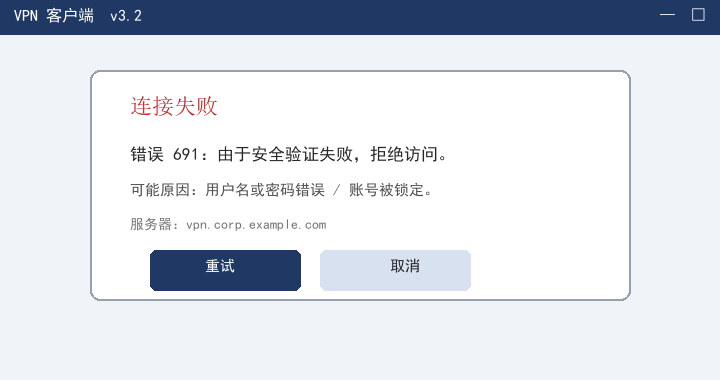 VPN 客户端 v3.2
连接失败
错误 691：由于安全验证失败，拒绝访问。
可能原因：用户名或密码错误 / 账号被锁定。
服务器：vpn.corp.example.com
重试 取消